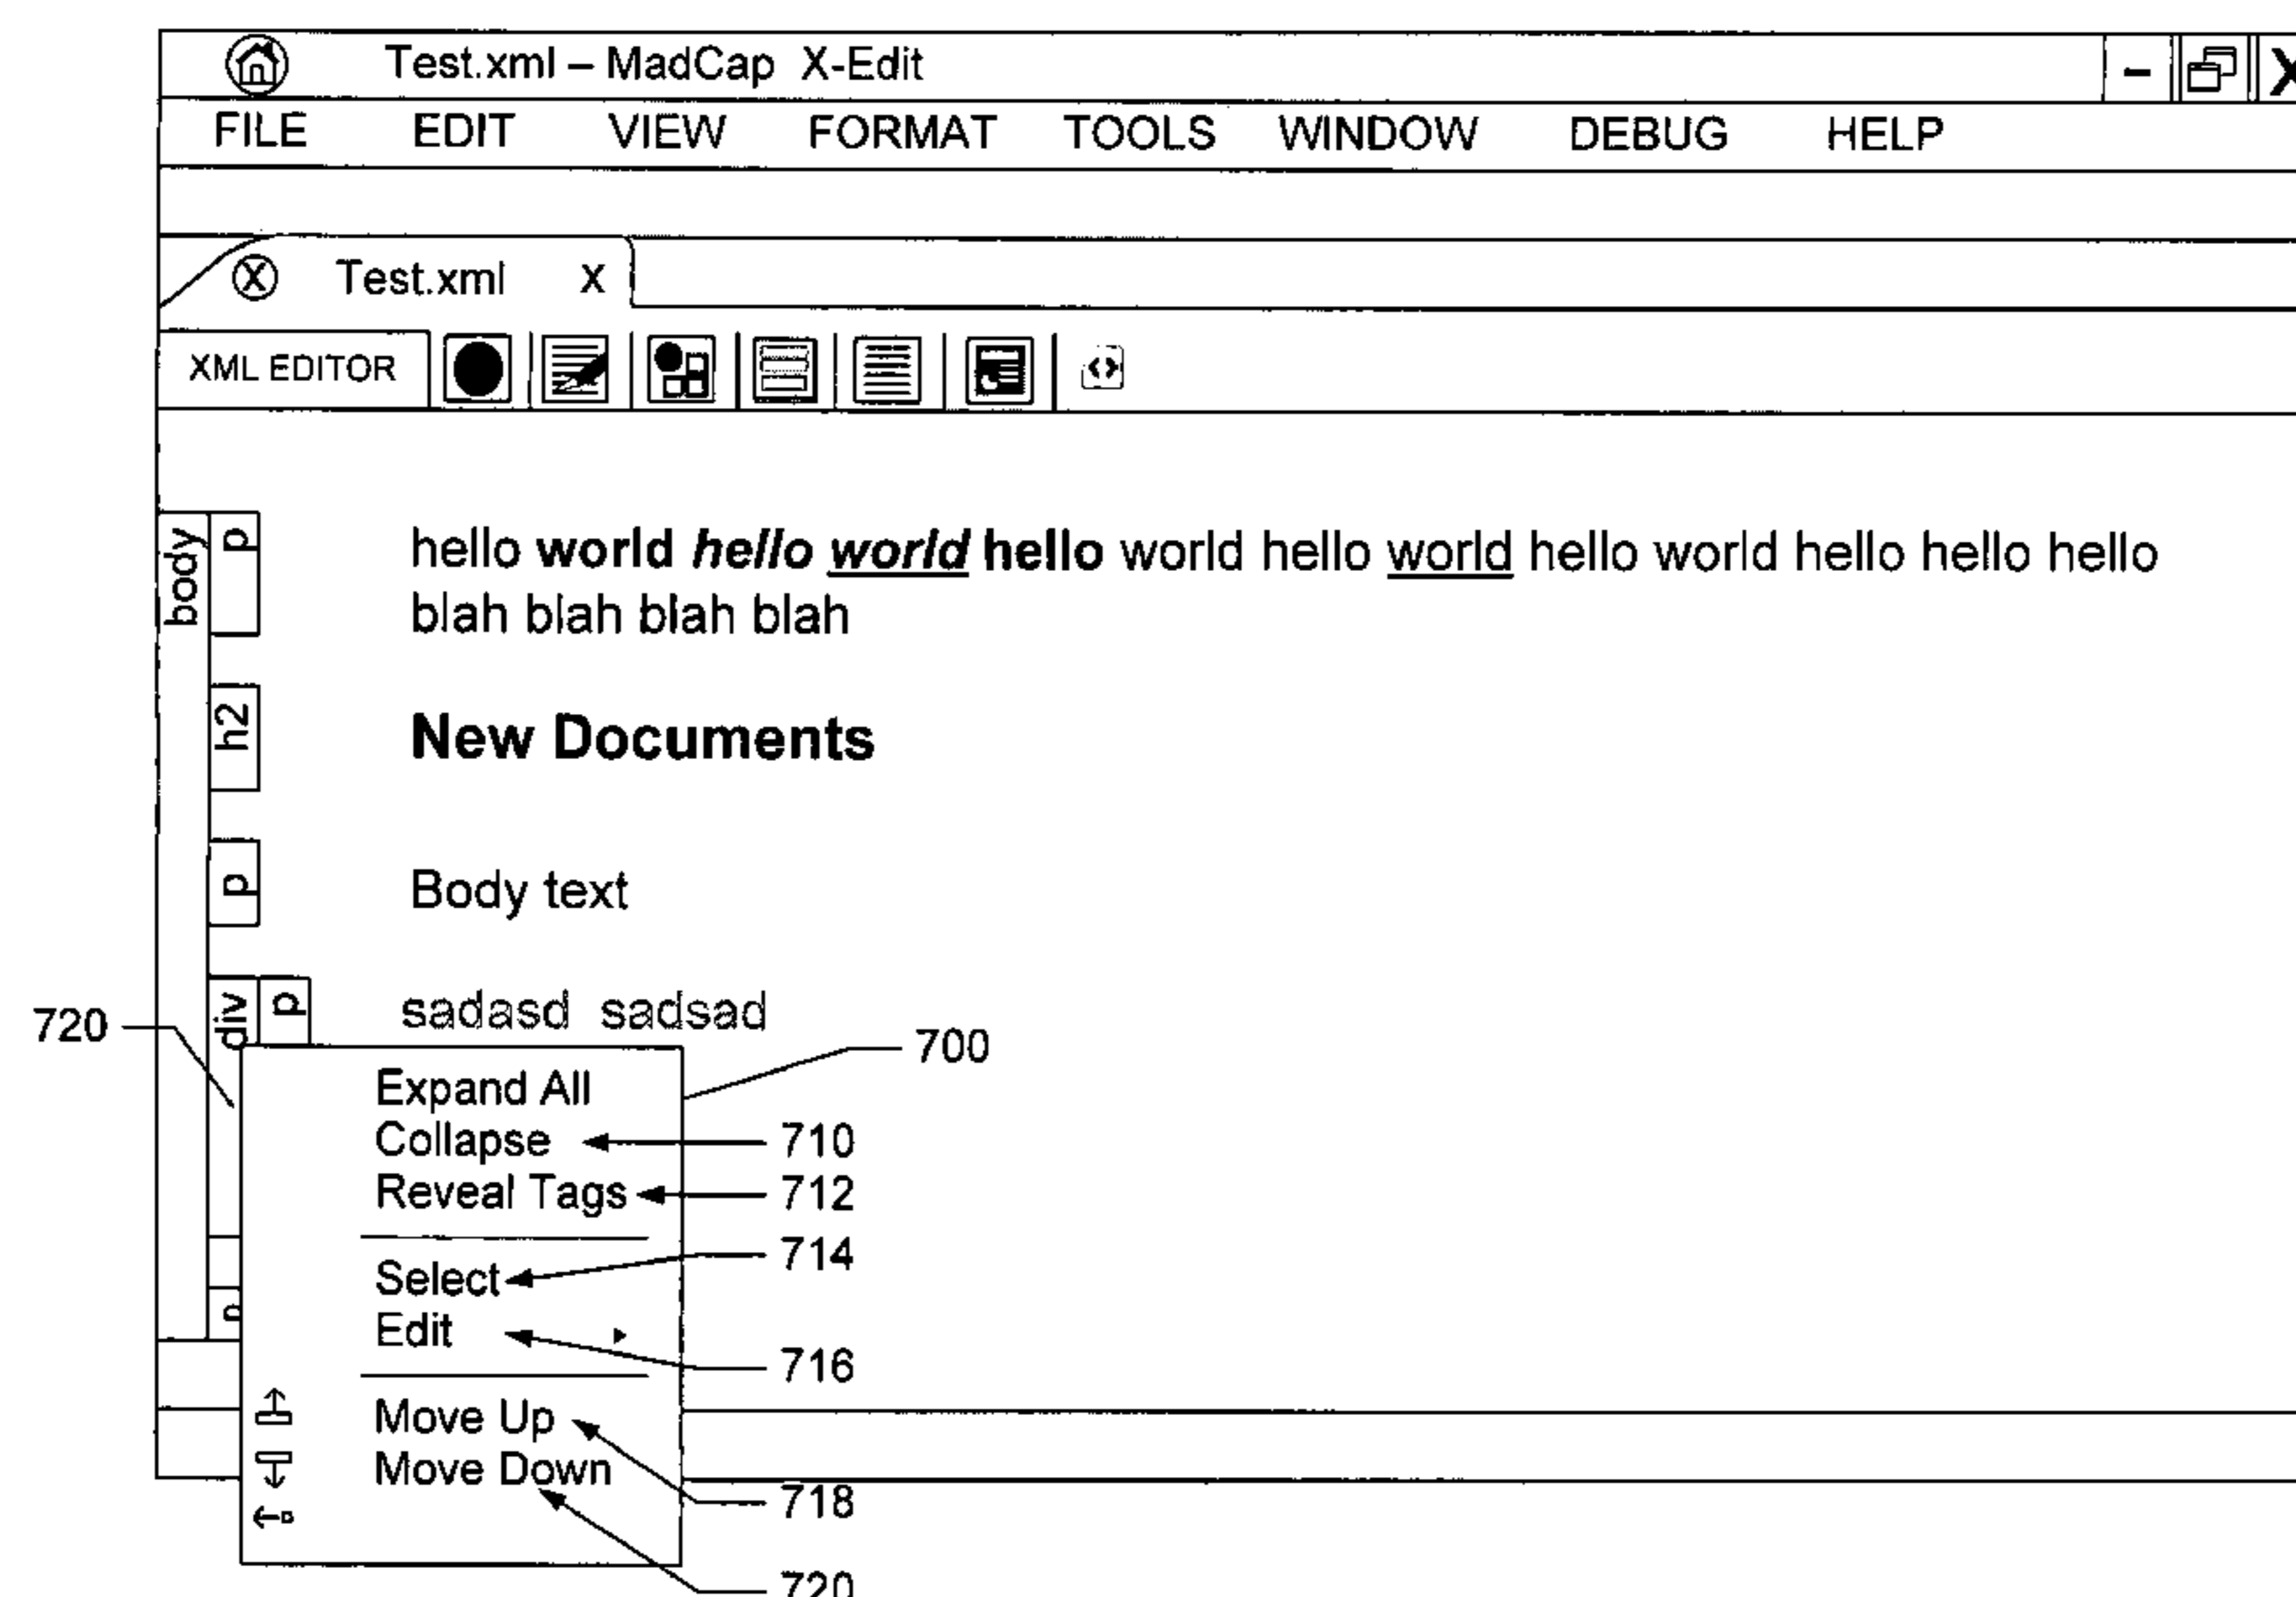 Test.xml – MadCap X-Edit
- X
FILE EDIT VIEW FORMAT TOOLS WINDOW DEBUG HELP
X Test.xml X
XML EDITOR <>
body p hello world hello world hello world hello world hello world hello hello hello
blah blah blah blah
h2 New Documents
p Body text
div p sadasd sadsad
720
700
Expand All
Collapse 710
Reveal Tags 712
714
Select
Edit
716
Move Up
Move Down
718
720